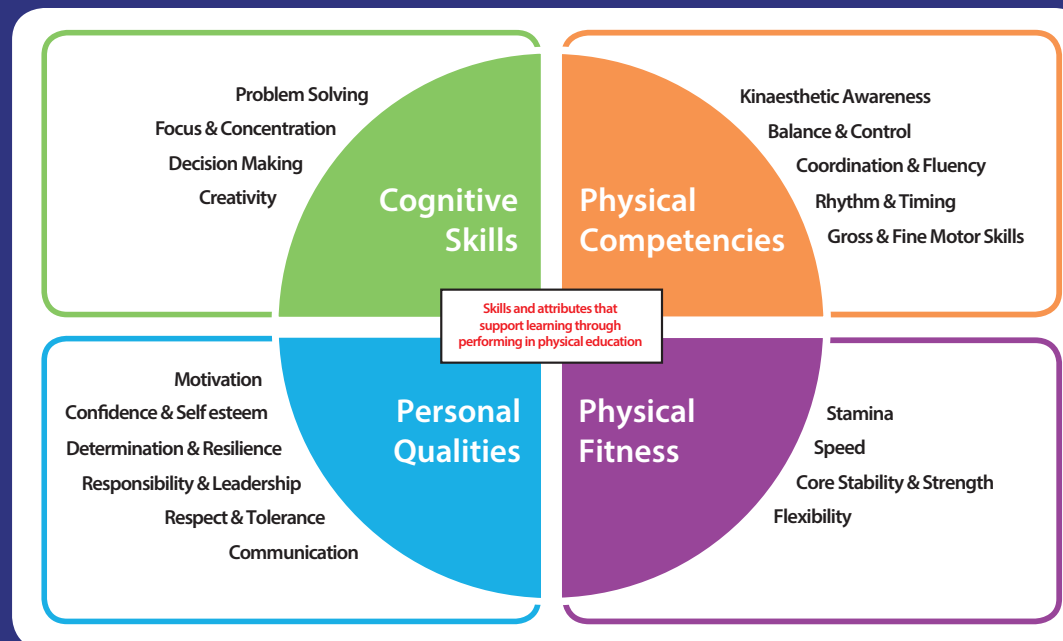 Problem Solving
Focus & Concentration
Decision Making
Creativity
Cognitive
Skills
Kinaesthetic Awareness
Balance & Control
Coordination & Fluency
Rhythm & Timing
Gross & Fine Motor Skills
Physical
Competencies
Skills and attributes that
support learning through
performing in physical education
Motivation
Confidence & Self esteem
Determination & Resilience
Responsibility & Leadership
Respect & Tolerance
Communication
Personal
Qualities
Physical
Fitness
Stamina
Speed
Core Stability & Strength
Flexibility